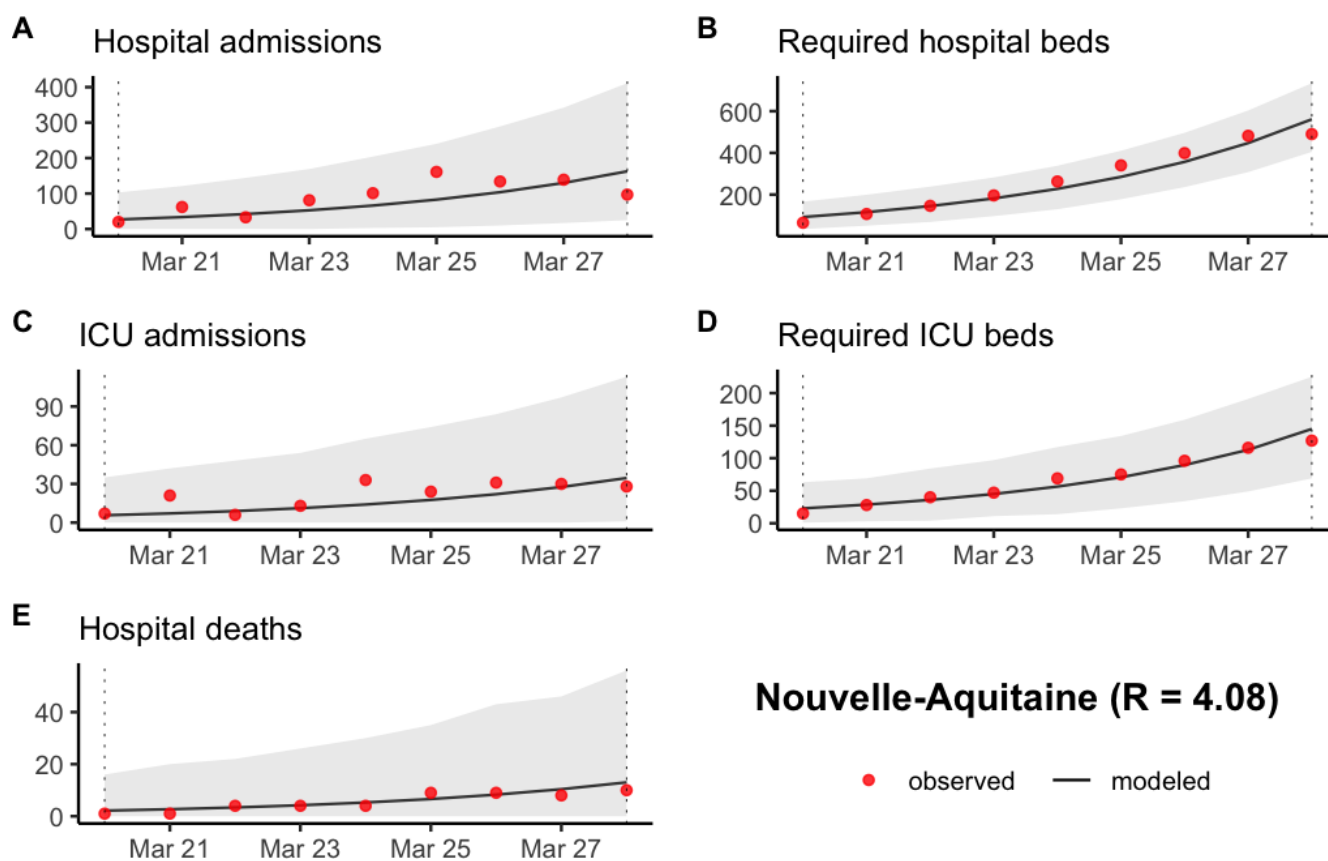 A
Hospital admissions
400
300
200
100
0
Mar 21 Mar 23 Mar 25 Mar 27
B
Required hospital beds
600
400
200
Mar 21 Mar 23 Mar 25 Mar 27
C
ICU admissions
90
60
30
0
Mar 21 Mar 23 Mar 25 Mar 27
D
Required ICU beds
200
150
100
50
0
Mar 21 Mar 23 Mar 25 Mar 27
E
Hospital deaths
40
20
0
Mar 21 Mar 23 Mar 25 Mar 27
Nouvelle-Aquitaine (R = 4.08)
observed modeled